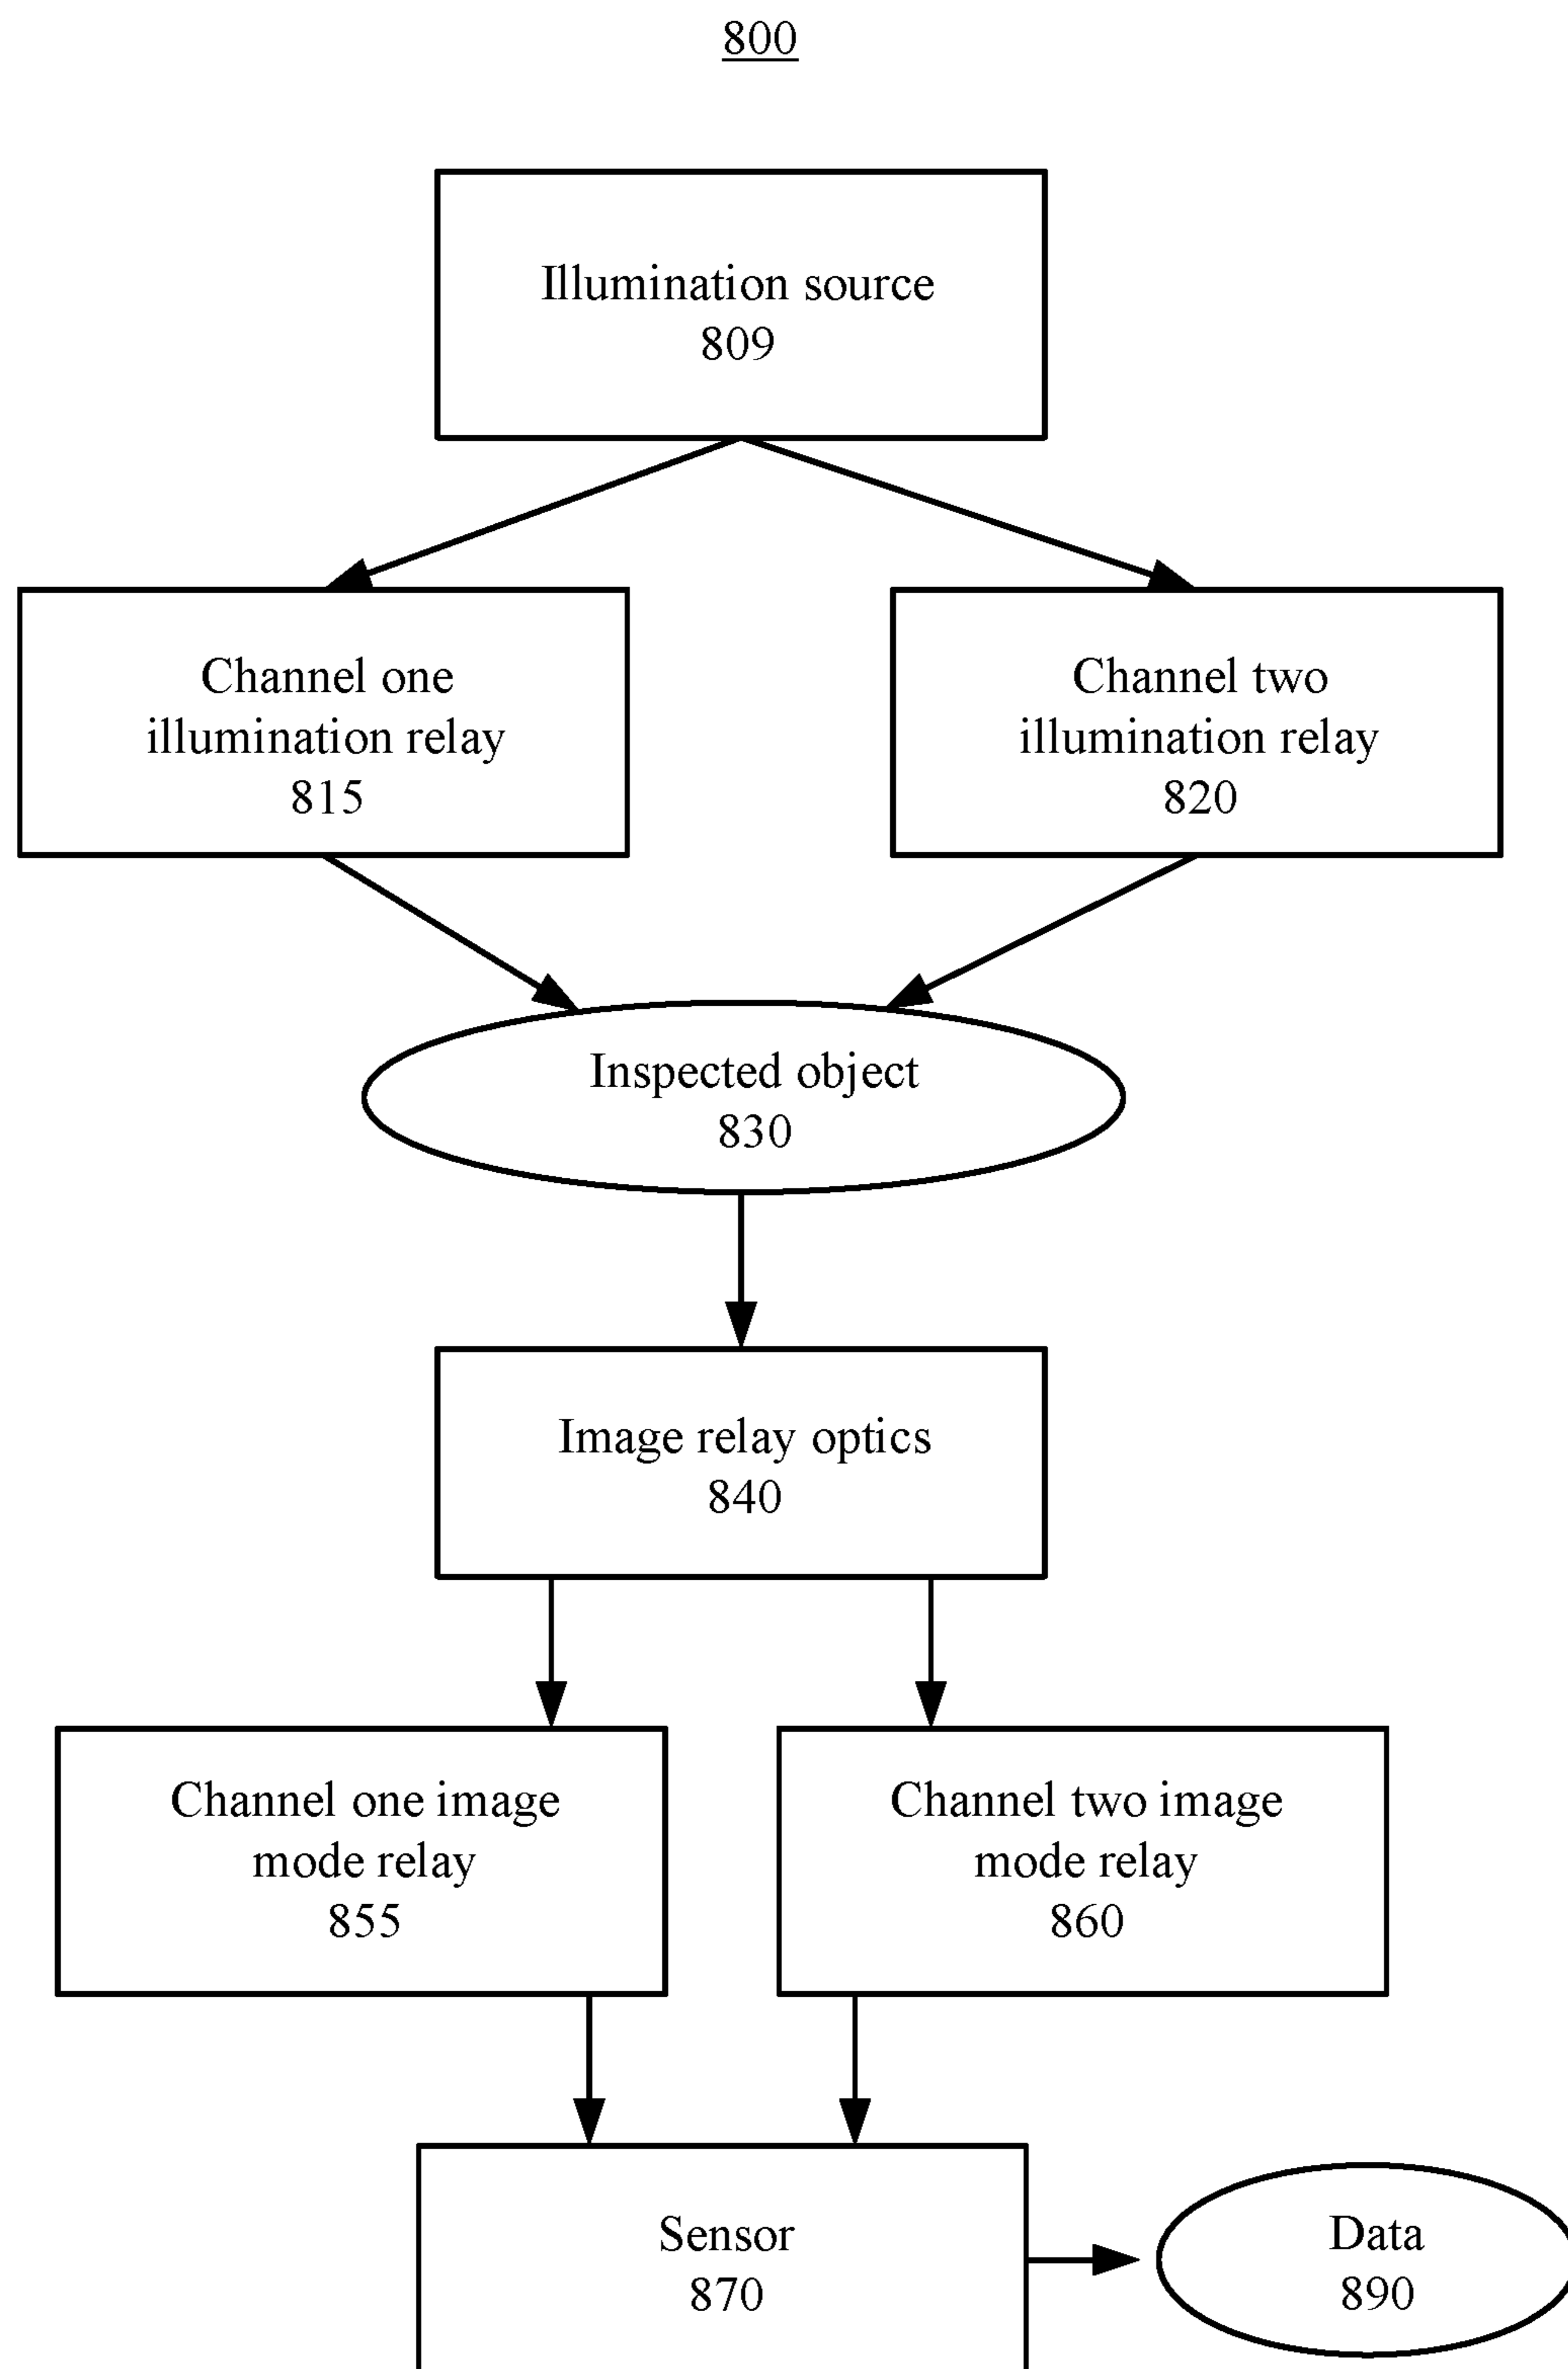 800
Illumination source
809
Channel one
illumination relay
815
Channel two
illumination relay
820
Inspected object
830
Image relay optics
840
Channel one image
mode relay
855
Channel two image
mode relay
860
Sensor
870
Data
890